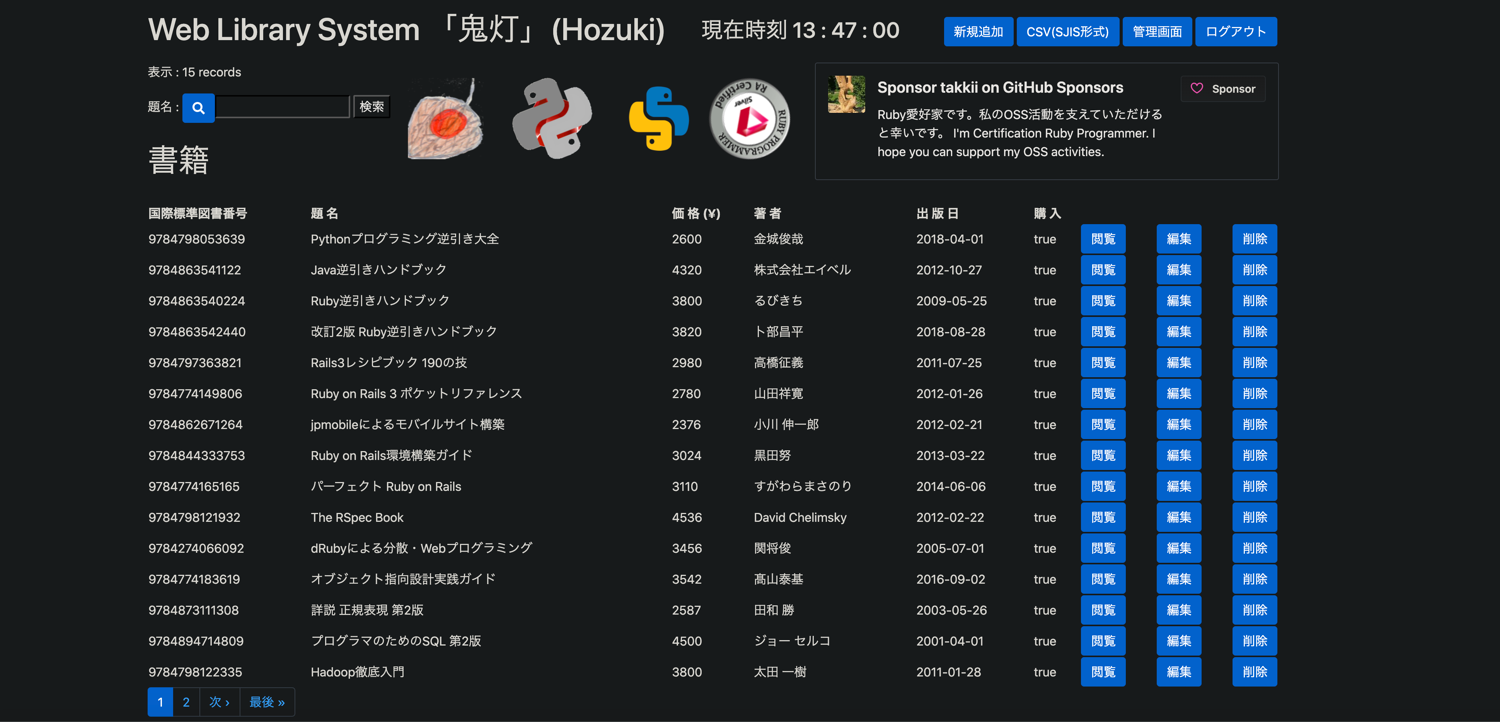 Web Library System 「鬼灯」 (Hozuki) 現在時刻 13 : 47 : 00 新規追加 CSV(SJIS形式) 管理画面 ログアウト
表示 : 15 records
題名 : 検索
書籍
RA Certified Silver RUBY PROGRAMMER
Sponsor takkii on GitHub Sponsors Sponsor
Ruby愛好家です。私のOSS活動を支えていただける
と幸いです。 I'm Certification Ruby Programmer. I
hope you can support my OSS activities.
国際標準図書番号 題 名 価 格 (¥) 著 者 出 版 日 購 入
9784798053639 Pythonプログラミング逆引き大全 2600 金城俊哉 2018-04-01 true 閲覧 編集 削除
9784863541122 Java逆引きハンドブック 4320 株式会社エイベル 2012-10-27 true 閲覧 編集 削除
9784863540224 Ruby逆引きハンドブック 3800 るびきち 2009-05-25 true 閲覧 編集 削除
9784863542440 改訂2版 Ruby逆引きハンドブック 3820 卜部昌平 2018-08-28 true 閲覧 編集 削除
9784797363821 Rails3レシピブック 190の技 2980 高橋征義 2011-07-25 true 閲覧 編集 削除
9784774149806 Ruby on Rails 3 ポケットリファレンス 2780 山田祥寛 2012-01-26 true 閲覧 編集 削除
9784862671264 jpmobileによるモバイルサイト構築 2376 小川 伸一郎 2012-02-21 true 閲覧 編集 削除
9784844333753 Ruby on Rails環境構築ガイド 3024 黒田努 2013-03-22 true 閲覧 編集 削除
9784774165165 パーフェクト Ruby on Rails 3110 すがわらまさのり 2014-06-06 true 閲覧 編集 削除
9784798121932 The RSpec Book 4536 David Chelimsky 2012-02-22 true 閲覧 編集 削除
9784274066092 dRubyによる分散・Webプログラミング 3456 関将俊 2005-07-01 true 閲覧 編集 削除
9784774183619 オブジェクト指向設計実践ガイド 3542 髙山泰基 2016-09-02 true 閲覧 編集 削除
9784873111308 詳説 正規表現 第2版 2587 田和 勝 2003-05-26 true 閲覧 編集 削除
9784894714809 プログラマのためのSQL 第2版 4500 ジョー セルコ 2001-04-01 true 閲覧 編集 削除
9784798122335 Hadoop徹底入門 3800 太田 一樹 2011-01-28 true 閲覧 編集 削除
1 2 次 › 最後 »